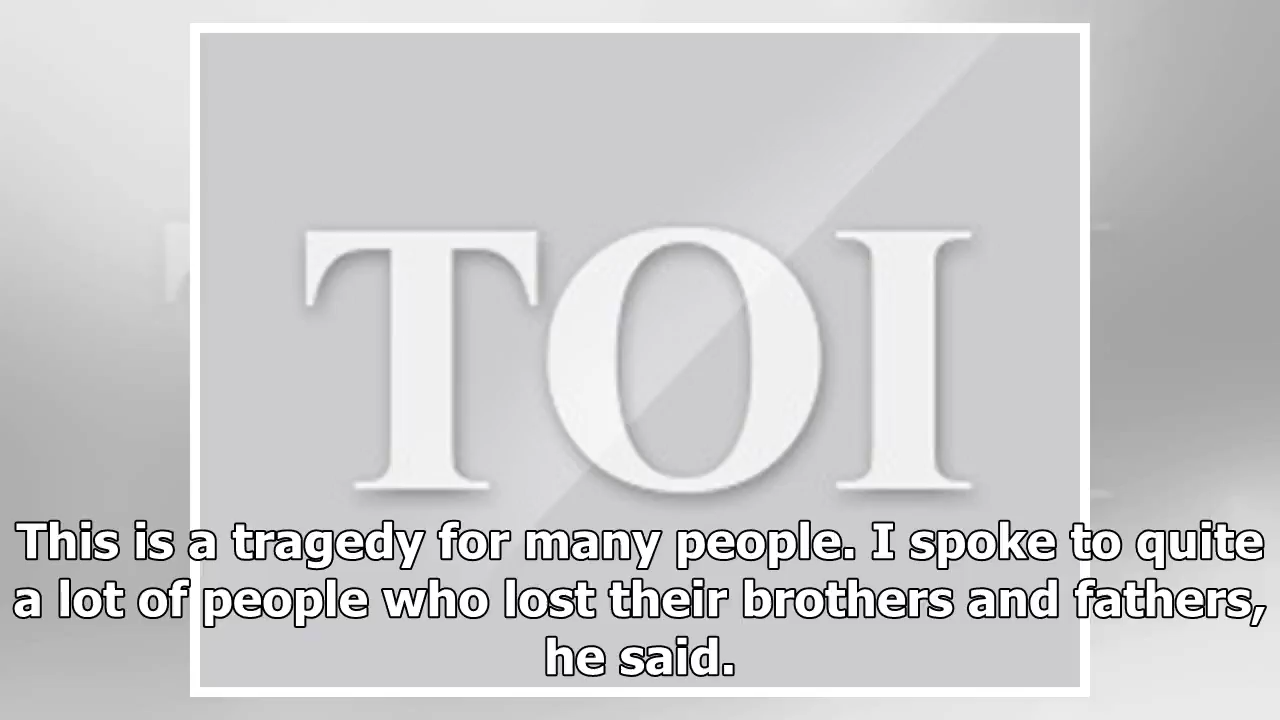 TOI
This is a tragedy for many people. I spoke to quite
a lot of people who lost their brothers and fathers,
he said.